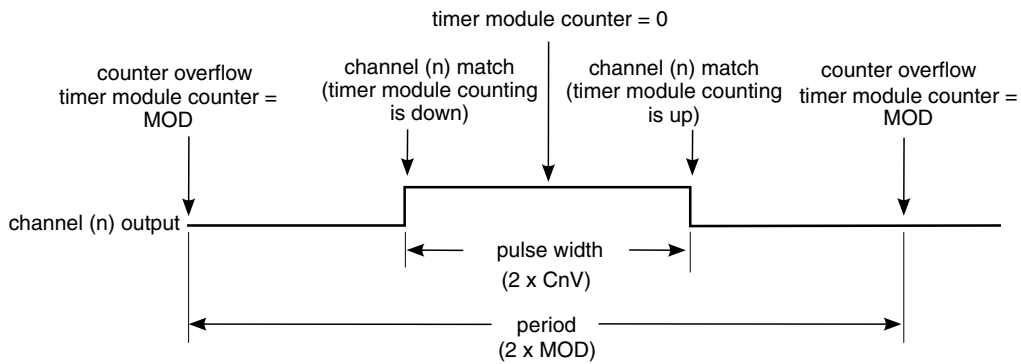 timer module counter = 0
counter overflow
timer module counter =
MOD
channel (n) match
(timer module counting
is down)
channel (n) match
(timer module counting
is up)
counter overflow
timer module counter =
MOD
channel (n) output
pulse width
(2 x CnV)
period
(2 x MOD)